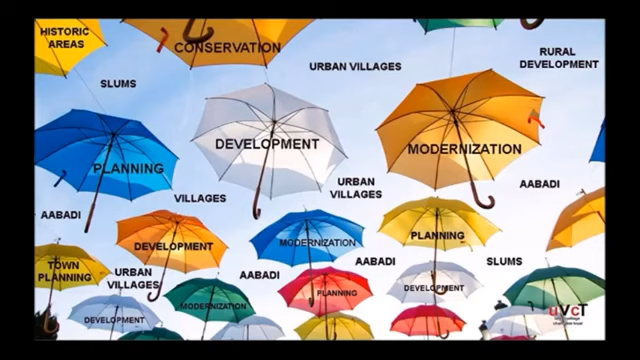 HISTORIC
AREAS
CONSERVATION
RURAL
DEVELOPMENT
URBAN VILLAGES
SLUMS
DEVELOPMENT
MODERNIZATION
PLANNING
URBAN
VILLAGES
AABADI
VILLAGES
AABADI
PLANNING
DEVELOPMENT
MODERNIZATION
AABADI
SLUMS
TOWN
PLANNING
URBAN
VILLAGES
AABADI
PLANNING
DEVELOPMENT
MODERNIZATION
DEVELOPMENT
uVcT